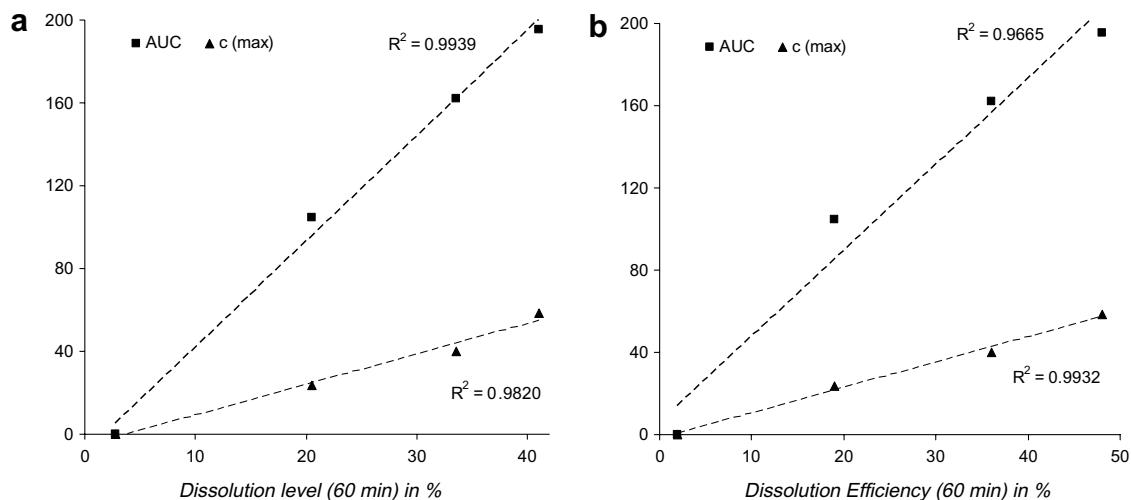 a
AUC c (max)
R² = 0.9939
200
160
120
80
40
0
R² = 0.9820
0 10 20 30 40
Dissolution level (60 min) in %
b
AUC c (max)
R² = 0.9665
200
160
120
80
40
0
R² = 0.9932
0 10 20 30 40 50
Dissolution Efficiency (60 min) in %